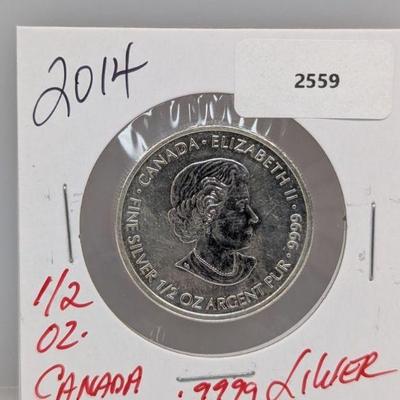 2014
2559
CANADA · ELIZABETH II · 9999
FINE SILVER 1/2 OZ ARGENT PUR
1/2
OZ.
CANADA .9999 SILVER